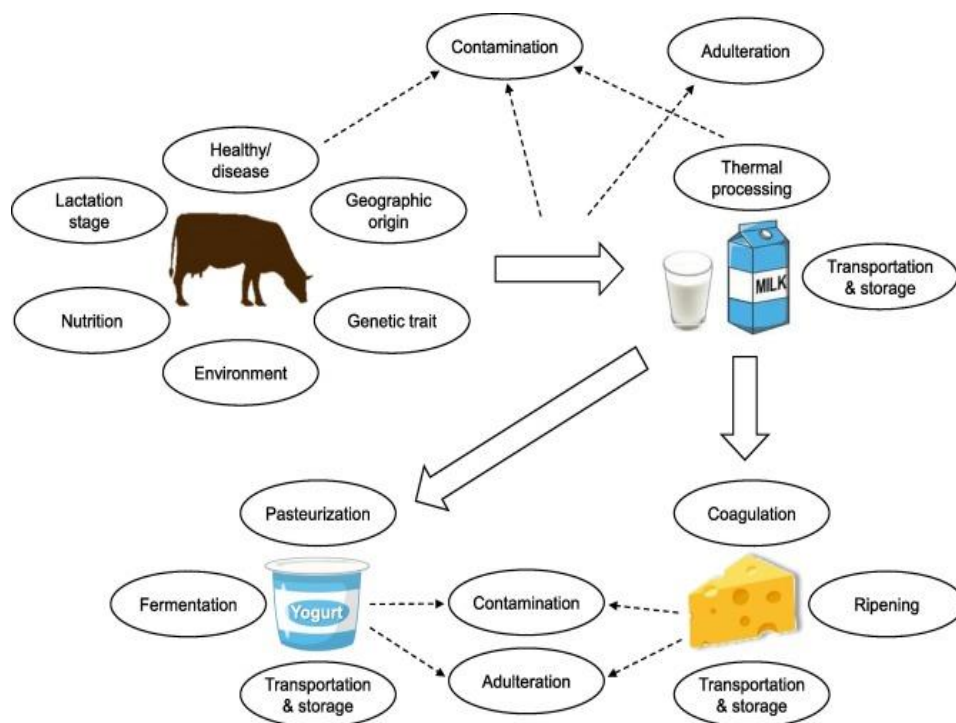 Contamination
Adulteration
Healthy/
disease
Thermal
processing
Lactation
stage
Geographic
origin
Transportation
& storage
MILK
Nutrition
Genetic trait
Environment
Pasteurization
Coagulation
Fermentation
Yogurt
Contamination
Ripening
Transportation
& storage
Adulteration
Transportation
& storage